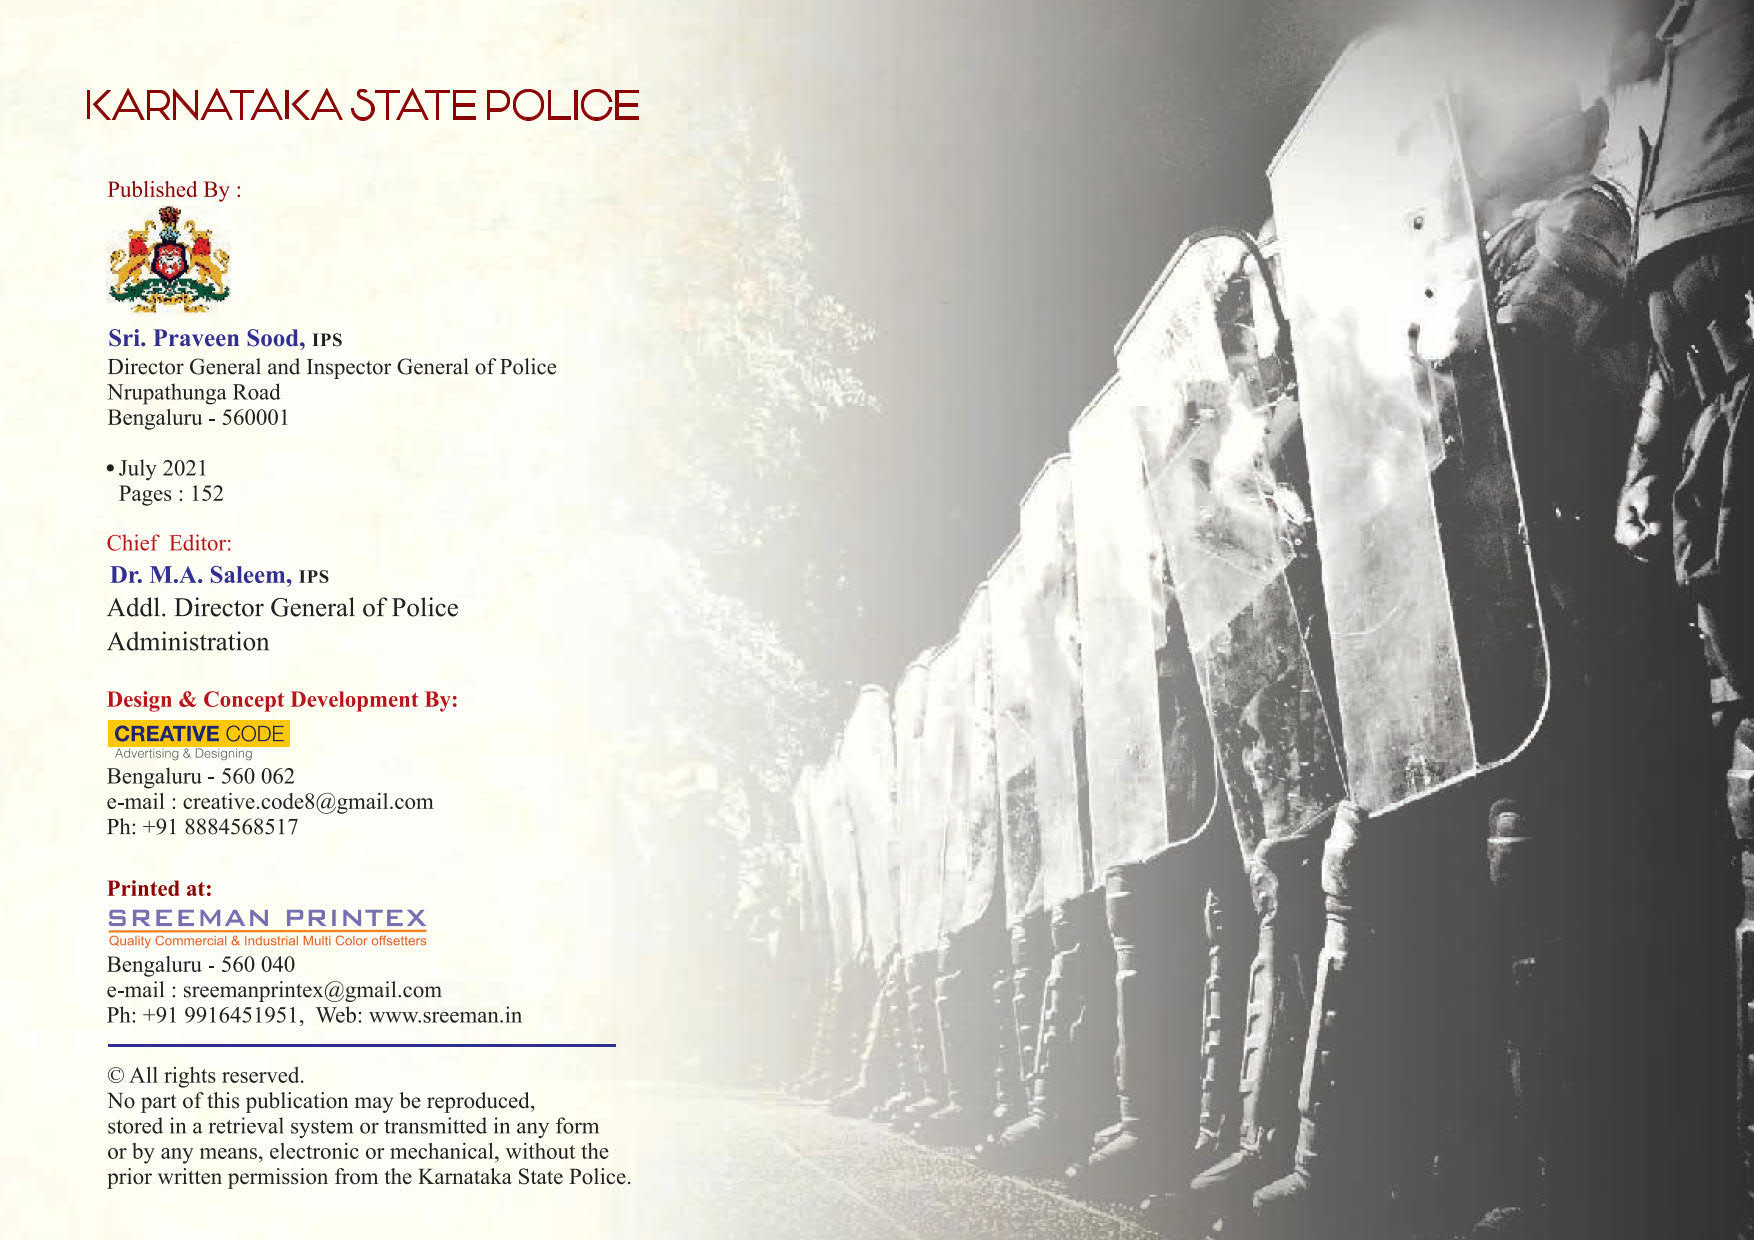 KARNATAKA STATE POLICE
Published By :
Sri. Praveen Sood, IPS
Director General and Inspector General of Police
Nrupathunga Road
Bengaluru - 560001
• July 2021
Pages : 152
Chief Editor:
Dr. M.A. Saleem, IPS
Addl. Director General of Police
Administration
Design & Concept Development By:
CREATIVE CODE
Advertising & Designing
Bengaluru - 560 062
e-mail : creative.code8@gmail.com
Ph: +91 8884568517
Printed at:
SREEMAN PRINTEX
Quality Commercial & Industrial Multi Color offsetters
Bengaluru - 560 040
e-mail : sreemanprintex@gmail.com
Ph: +91 9916451951, Web: www.sreeman.in
© All rights reserved.
No part of this publication may be reproduced,
stored in a retrieval system or transmitted in any form
or by any means, electronic or mechanical, without the
prior written permission from the Karnataka State Police.